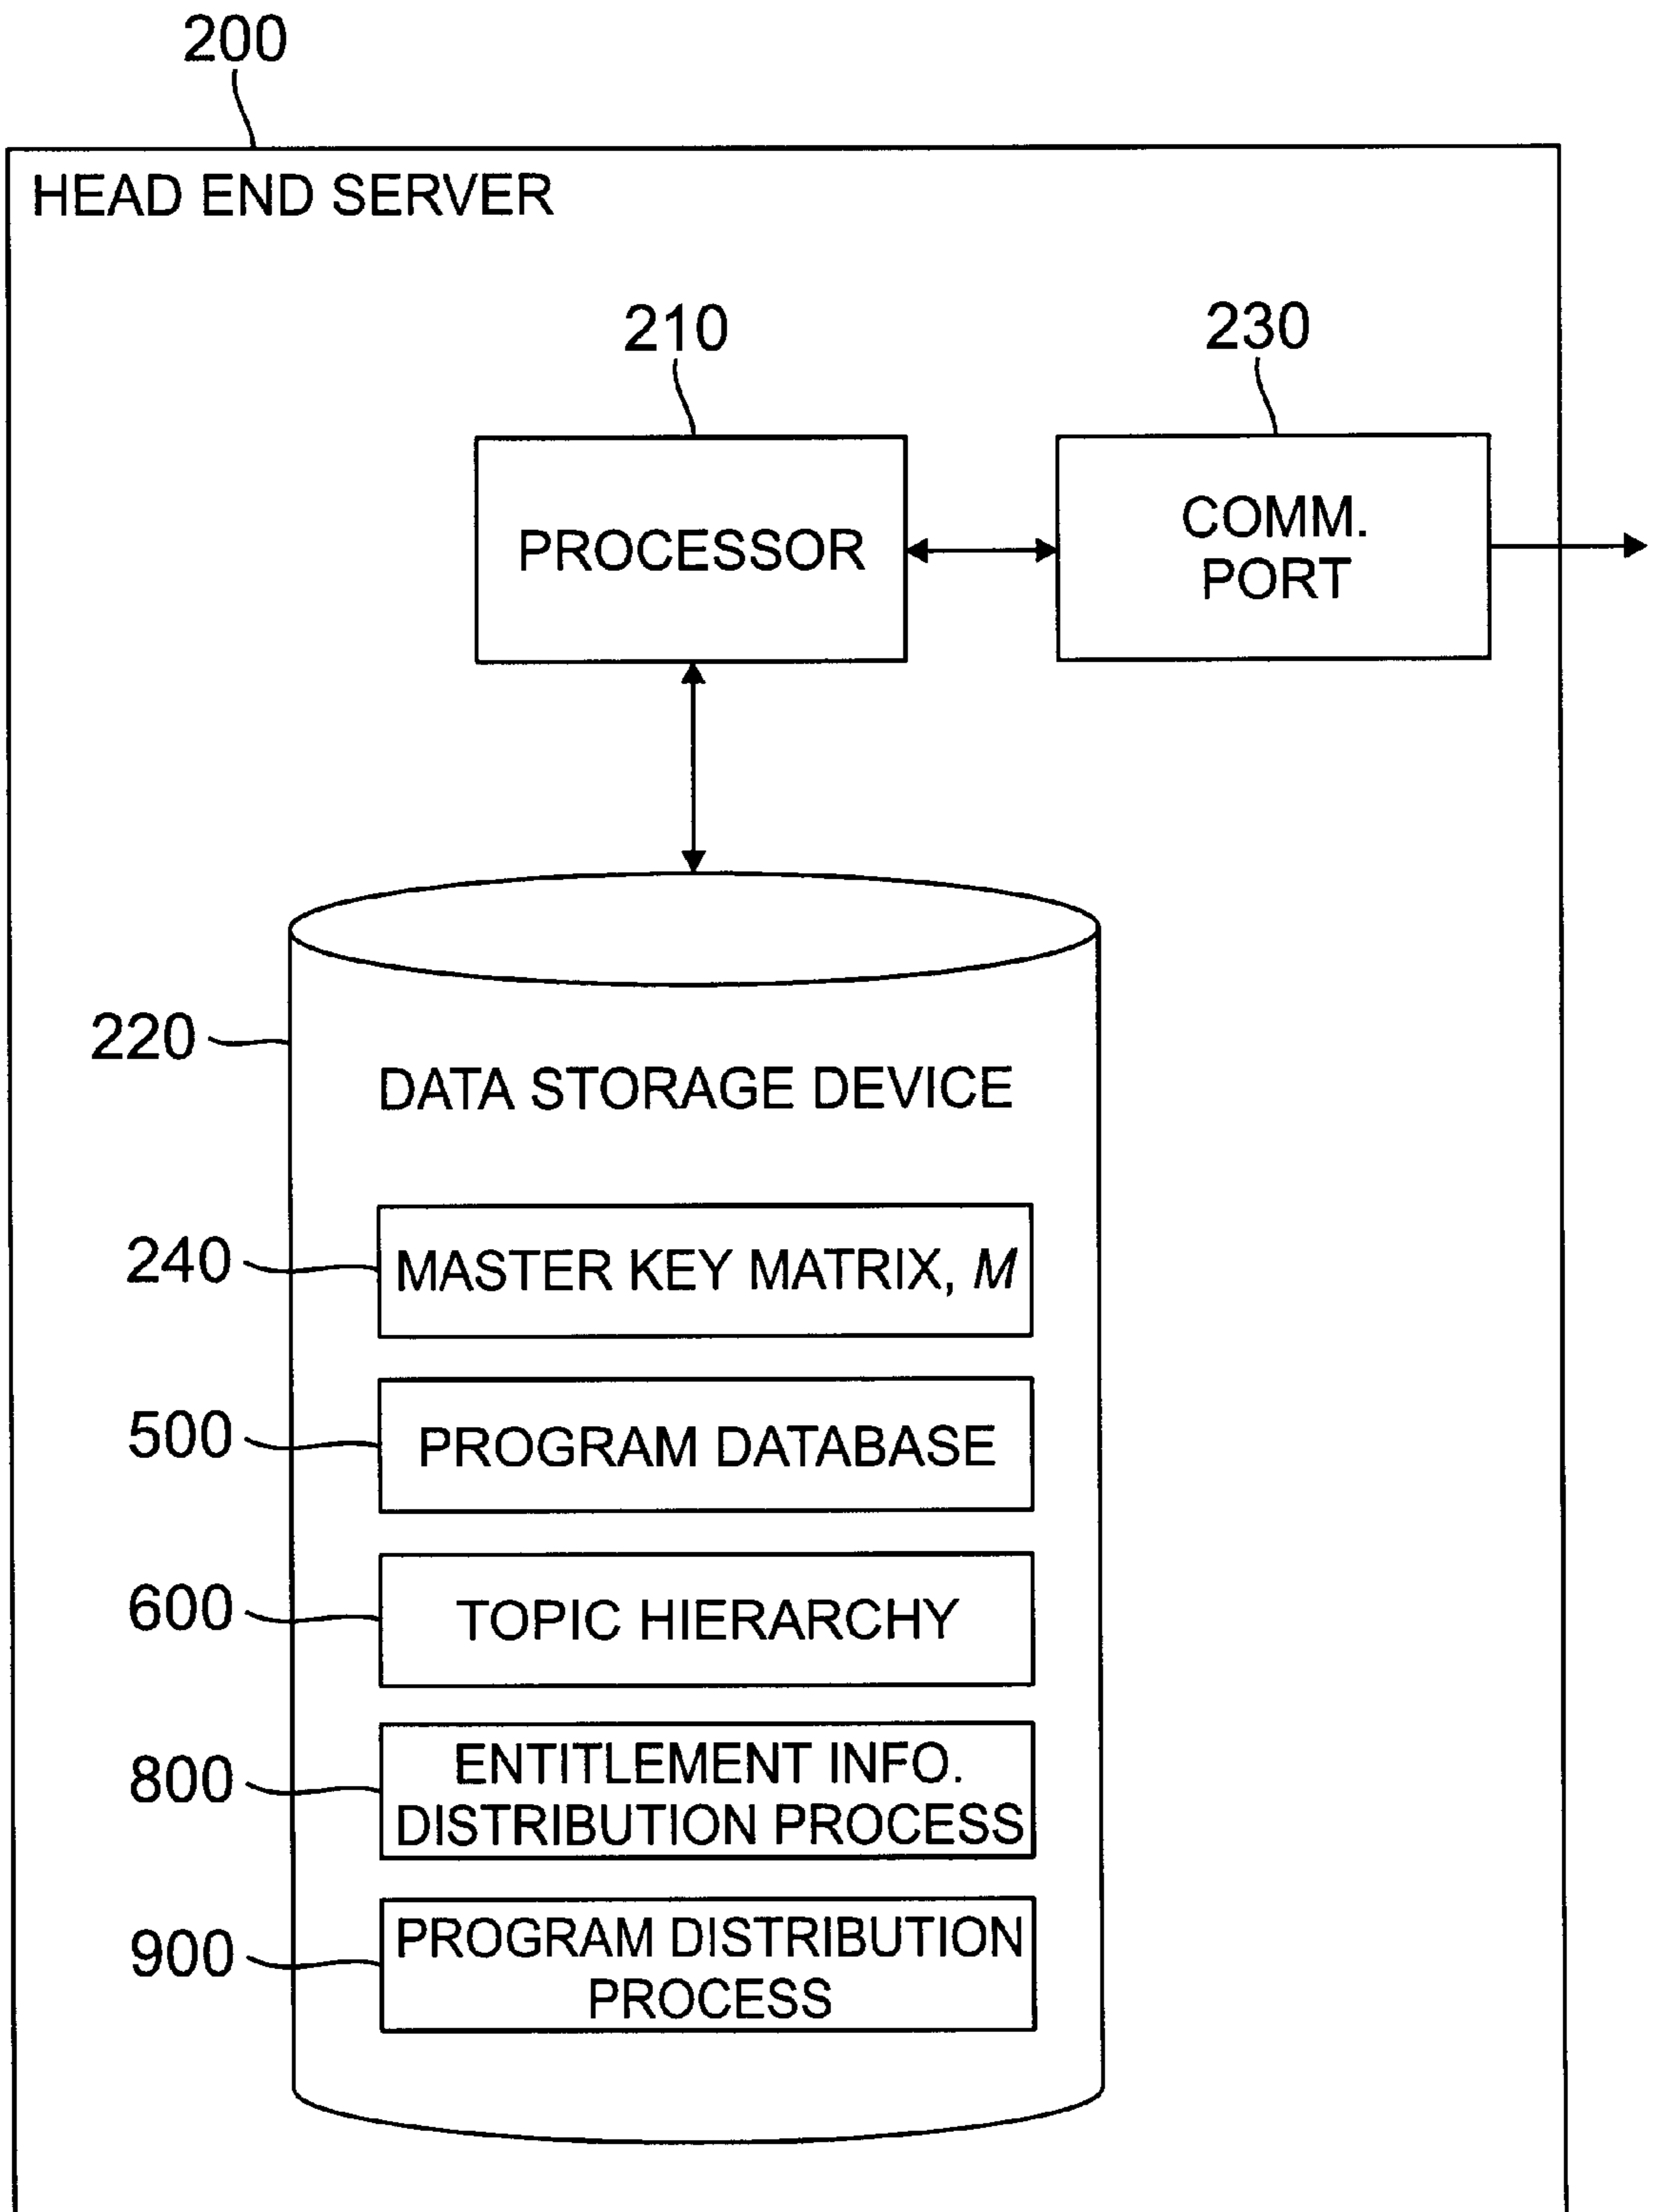 200
HEAD END SERVER
210
230
PROCESSOR
COMM.
PORT
220
DATA STORAGE DEVICE
240
MASTER KEY MATRIX, M
500
PROGRAM DATABASE
600
TOPIC HIERARCHY
800
ENTITLEMENT INFO.
DISTRIBUTION PROCESS
900
PROGRAM DISTRIBUTION
PROCESS